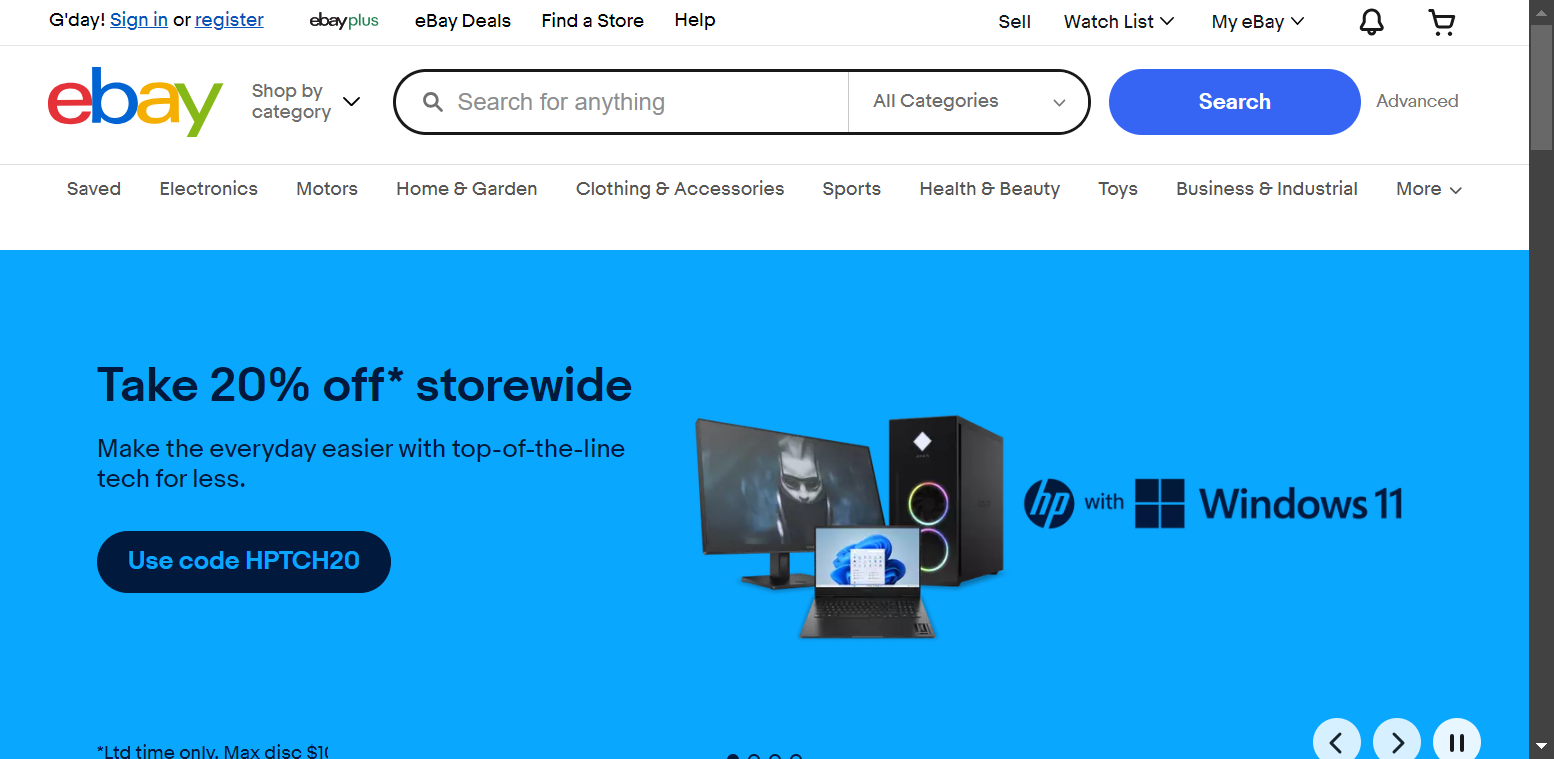 G'day! Sign in or register
ebay plus
eBay Deals
Find a Store
Help
Sell
Watch List
My eBay
ebay
Shop by
category
Search for anything
All Categories
Search
Advanced
Saved
Electronics
Motors
Home & Garden
Clothing & Accessories
Sports
Health & Beauty
Toys
Business & Industrial
More
Take 20% off* storewide
Make the everyday easier with top-of-the-line
tech for less.
Use code HPTCH20
hp with Windows 11
*Ltd time only. Max disc